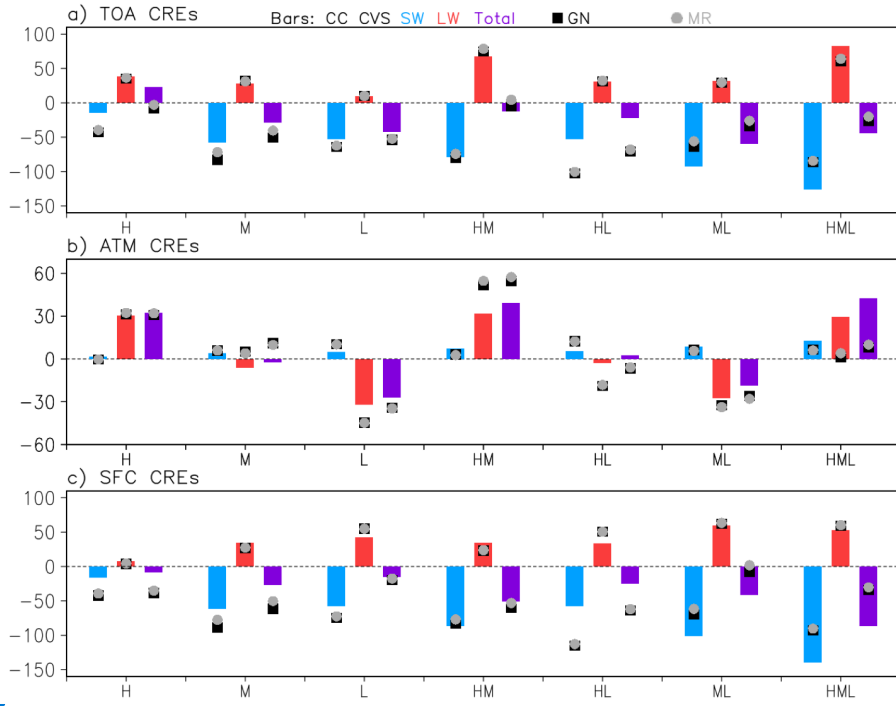 a) TOA CREs
Bars: CC CVS SW LW Total GN MR
100
50
0
−50
−100
−150
H M L HM HL ML HML
b) ATM CREs
60
30
0
−30
−60
H M L HM HL ML HML
c) SFC CREs
100
50
0
−50
−100
−150
H M L HM HL ML HML